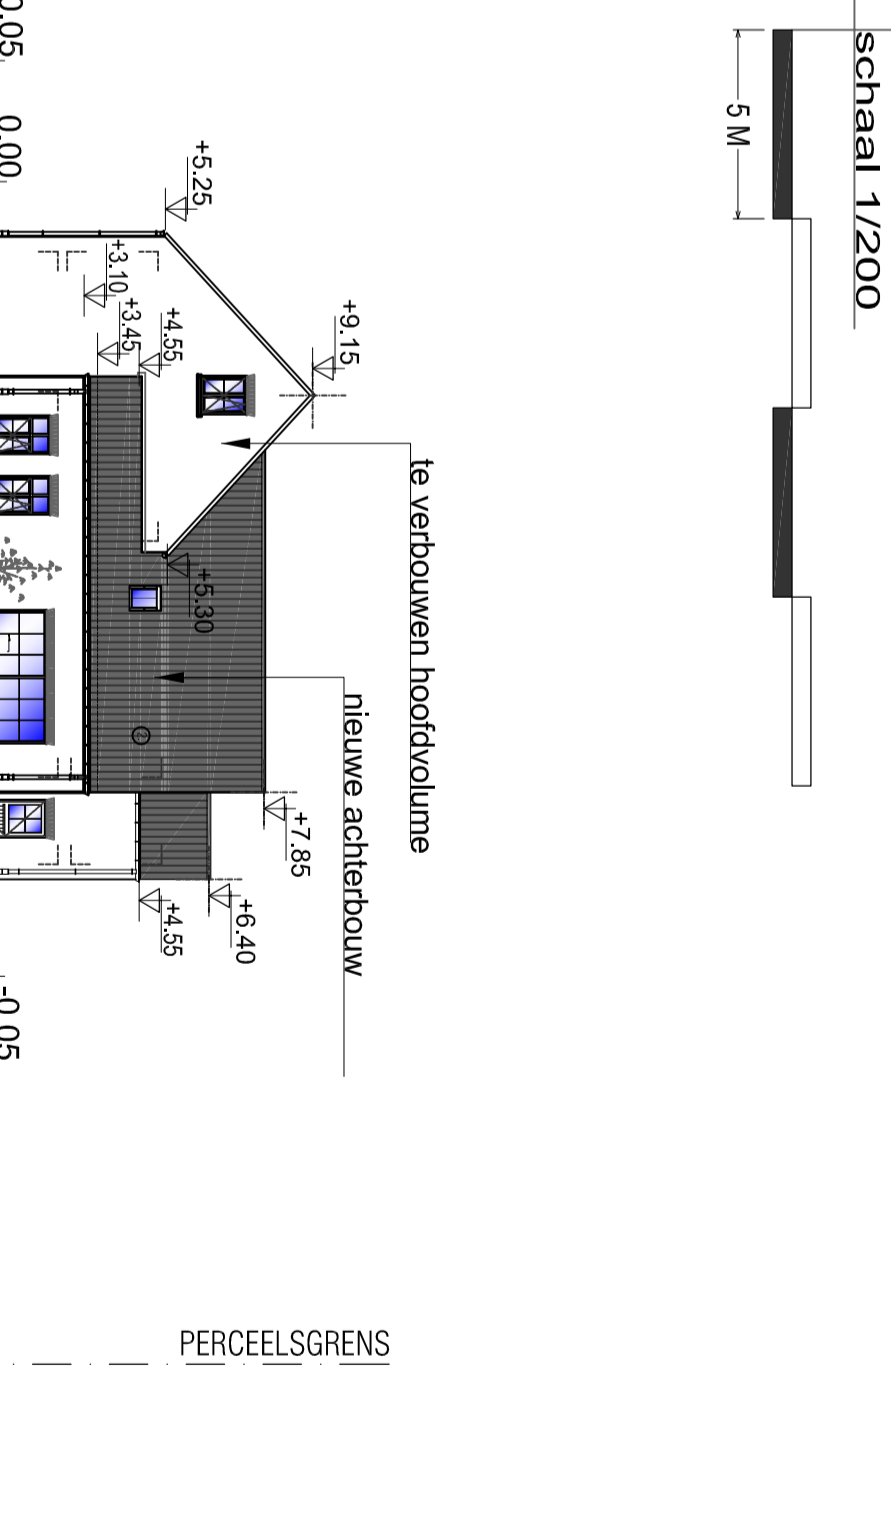 schaal 1/200
5 M
+9.15
te verbouwen hoofdvolume
nieuwe achterbouw
+7.85
+6.40
+5.25
+5.30
+4.55
+4.55
+3.45
+3.10
2
0.00
-0.05
PERCEELSGRENS